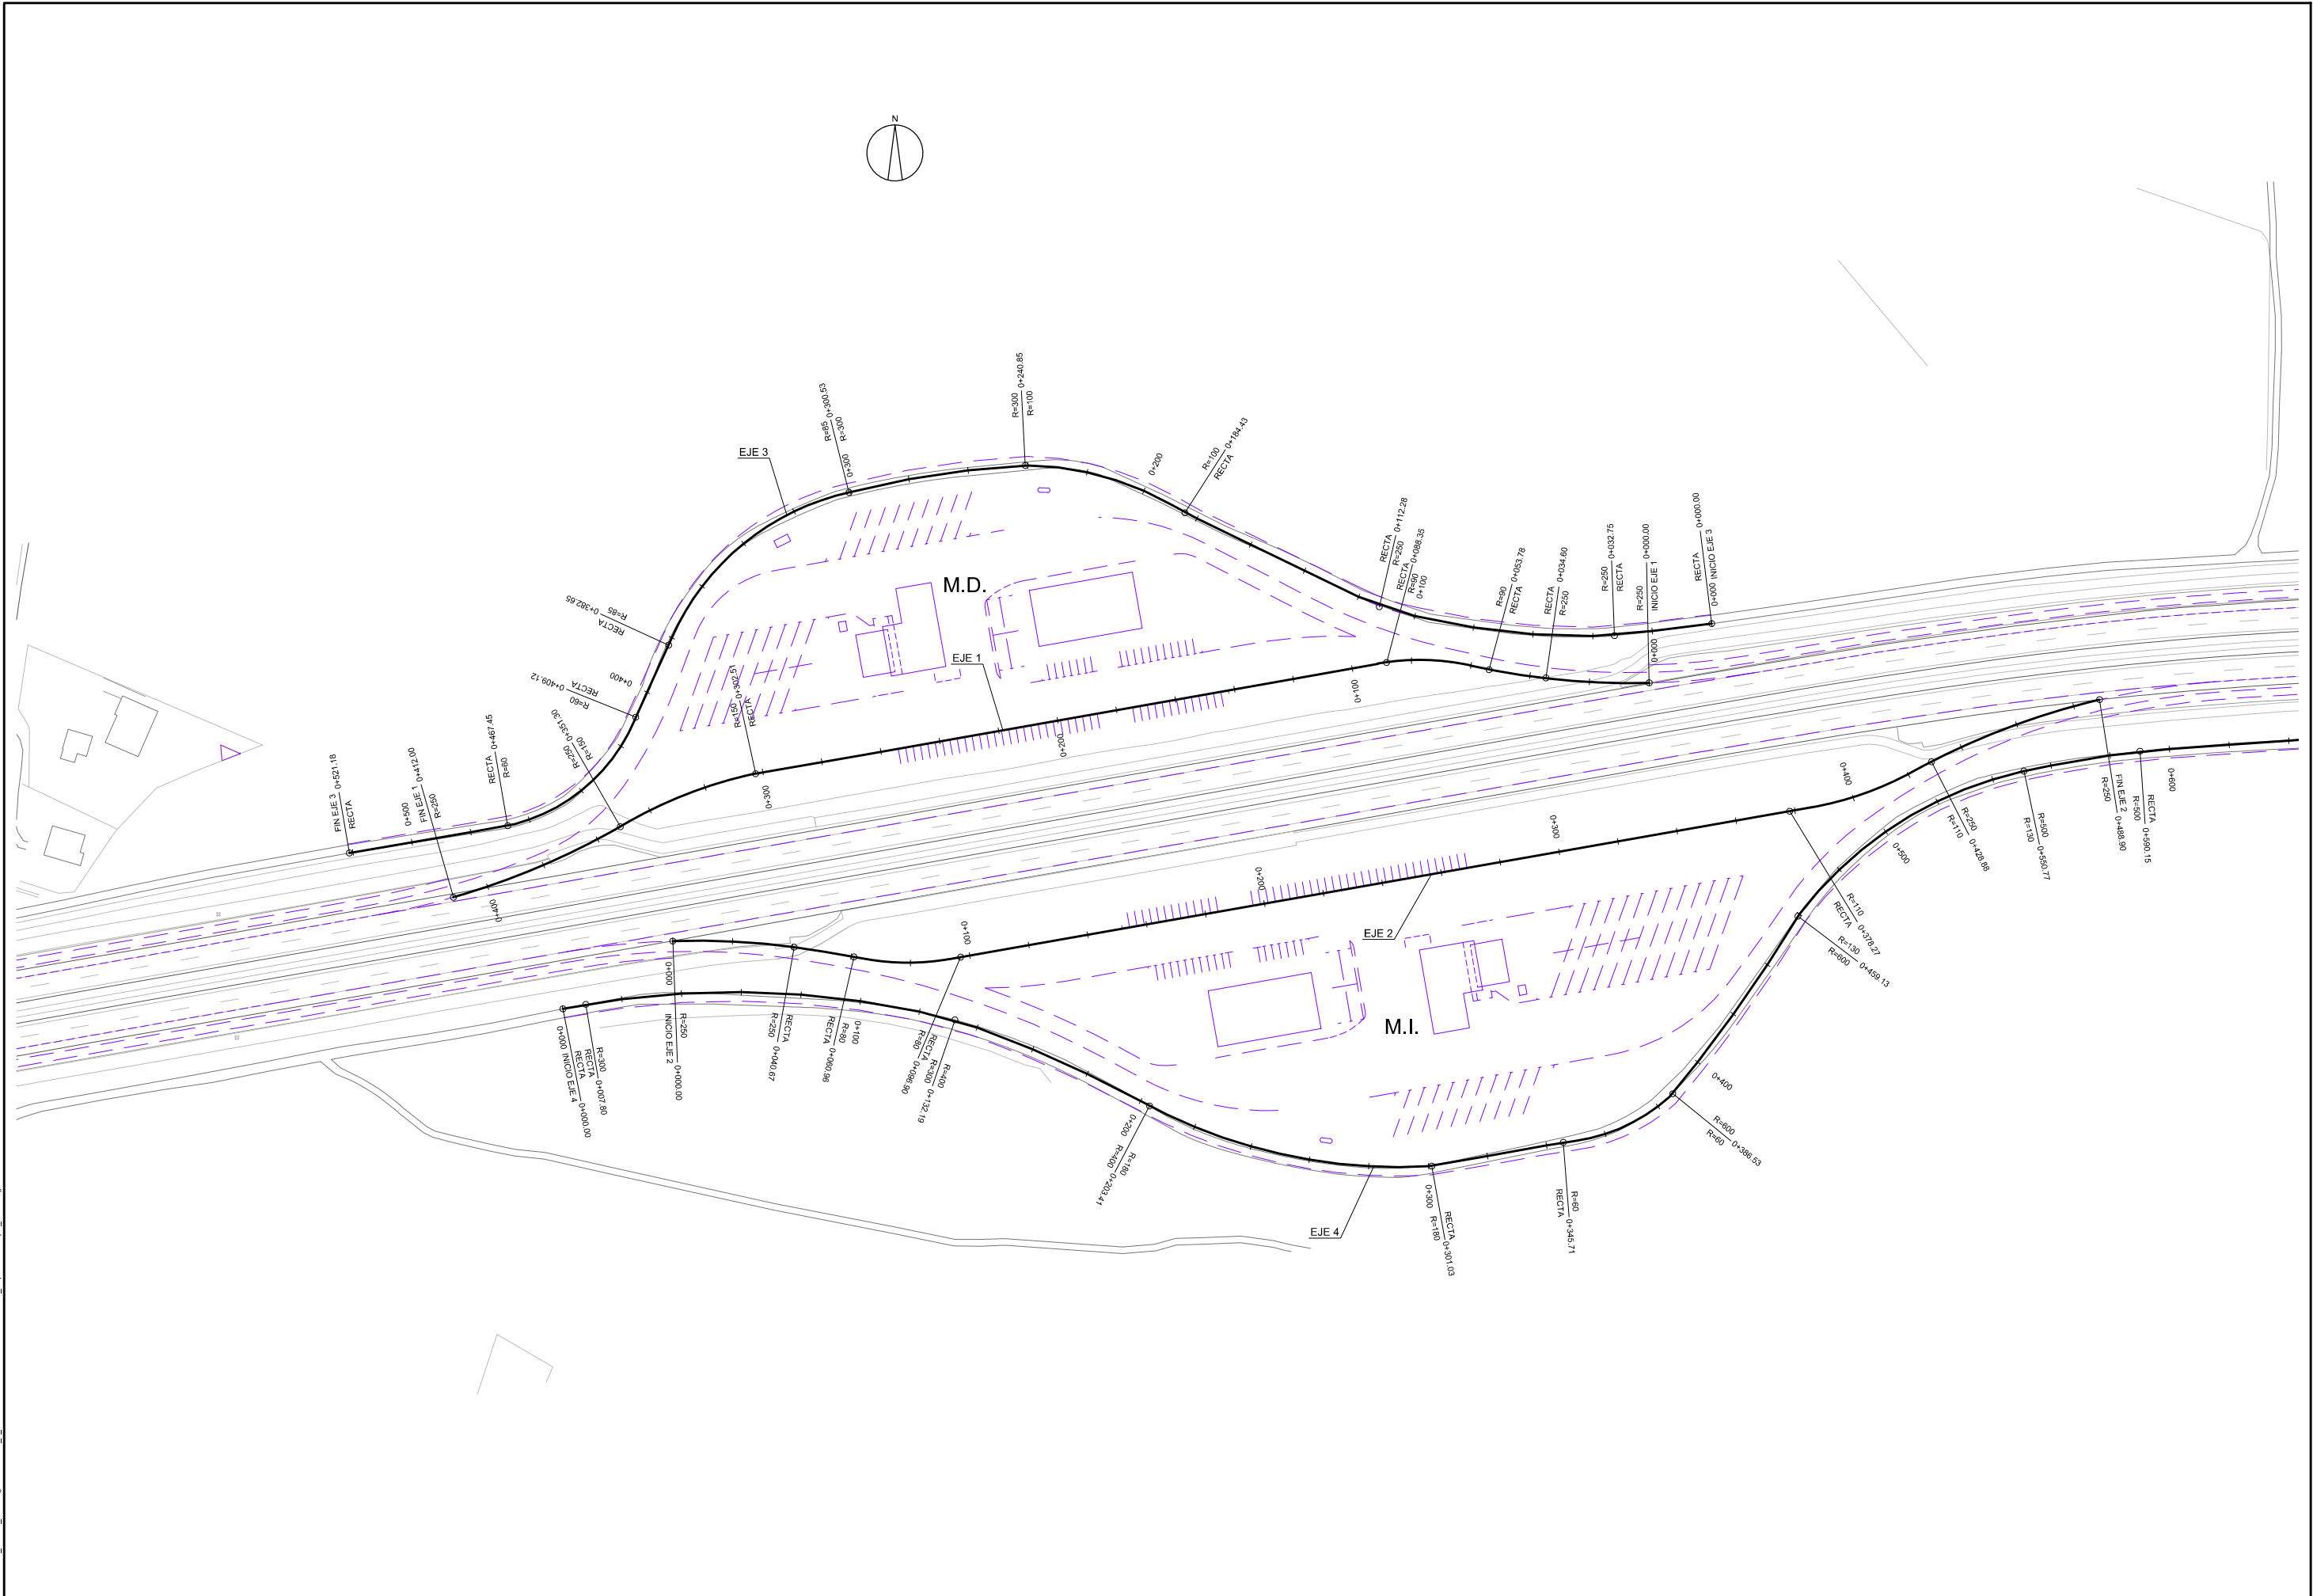 N
R=300 0+240.85
R=100
R=85 0+300.53
R=300
0+300
EJE 3
0+200
R=100 0+184.43
RECTA
M.D.
RECTA 0+112.28
R=250
RECTA 0+088.35
R=90
0+100
R=90 0+053.78
RECTA
RECTA 0+034.60
R=250
R=250 0+032.75
RECTA
R=250 0+000.00
INICIO EJE 1
0+000
RECTA
0+000 INICIO EJE 3 0+000.00
R=85 0+382.65
RECTA
0+400
RECTA
R=60 0+409.12
EJE 1
R=150 0+302.51
RECTA
0+300
0+200
0+100
R=250 0+351.30
R=150
RECTA 0+467.45
R=60
0+500
FIN EJE 1 0+412.00
R=250
FIN EJE 3 0+521.18
RECTA
0+400
0+400
0+300
0+200
0+100
EJE 2
M.I.
FIN EJE 2 0+488.90
R=250
RECTA
R=500 0+590.15
0+600
R=500
R=130 0+550.77
R=250
R=110 0+428.88
0+500
R=110
RECTA 0+378.27
R=130
R=600 0+459.13
0+400
R=600
R=60 0+386.53
R=60
RECTA 0+345.71
RECTA
0+300 R=180 0+301.03
EJE 4
0+200
R=180
R=400 0+203.41
R=400
R=300 0+132.19
RECTA
R=80 0+096.90
0+100
R=80
RECTA 0+060.96
RECTA
R=250 0+040.67
0+000
R=250
INICIO EJE 2 0+000.00
R=300
RECTA 0+007.80
RECTA
0+000 INICIO EJE 4 0+000.00